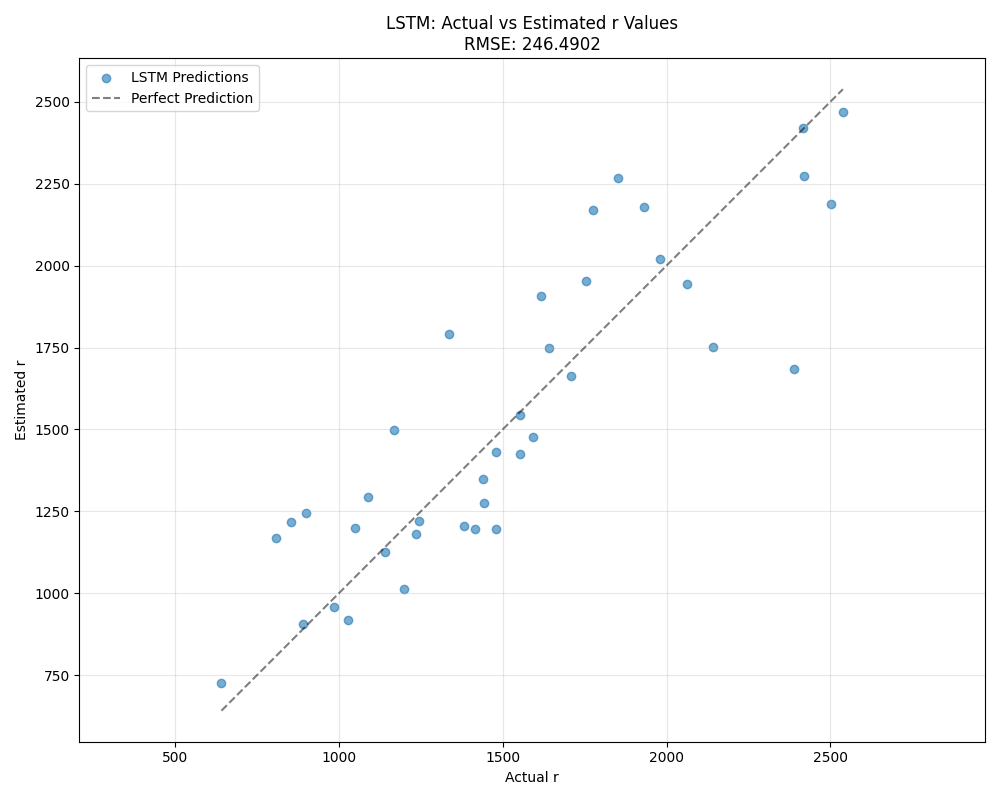 LSTM: Actual vs Estimated r Values
RMSE: 246.4902
LSTM Predictions
Perfect Prediction
2500
2250
2000
1750
1500
1250
1000
750
Estimated r
500
1000
1500
2000
2500
Actual r